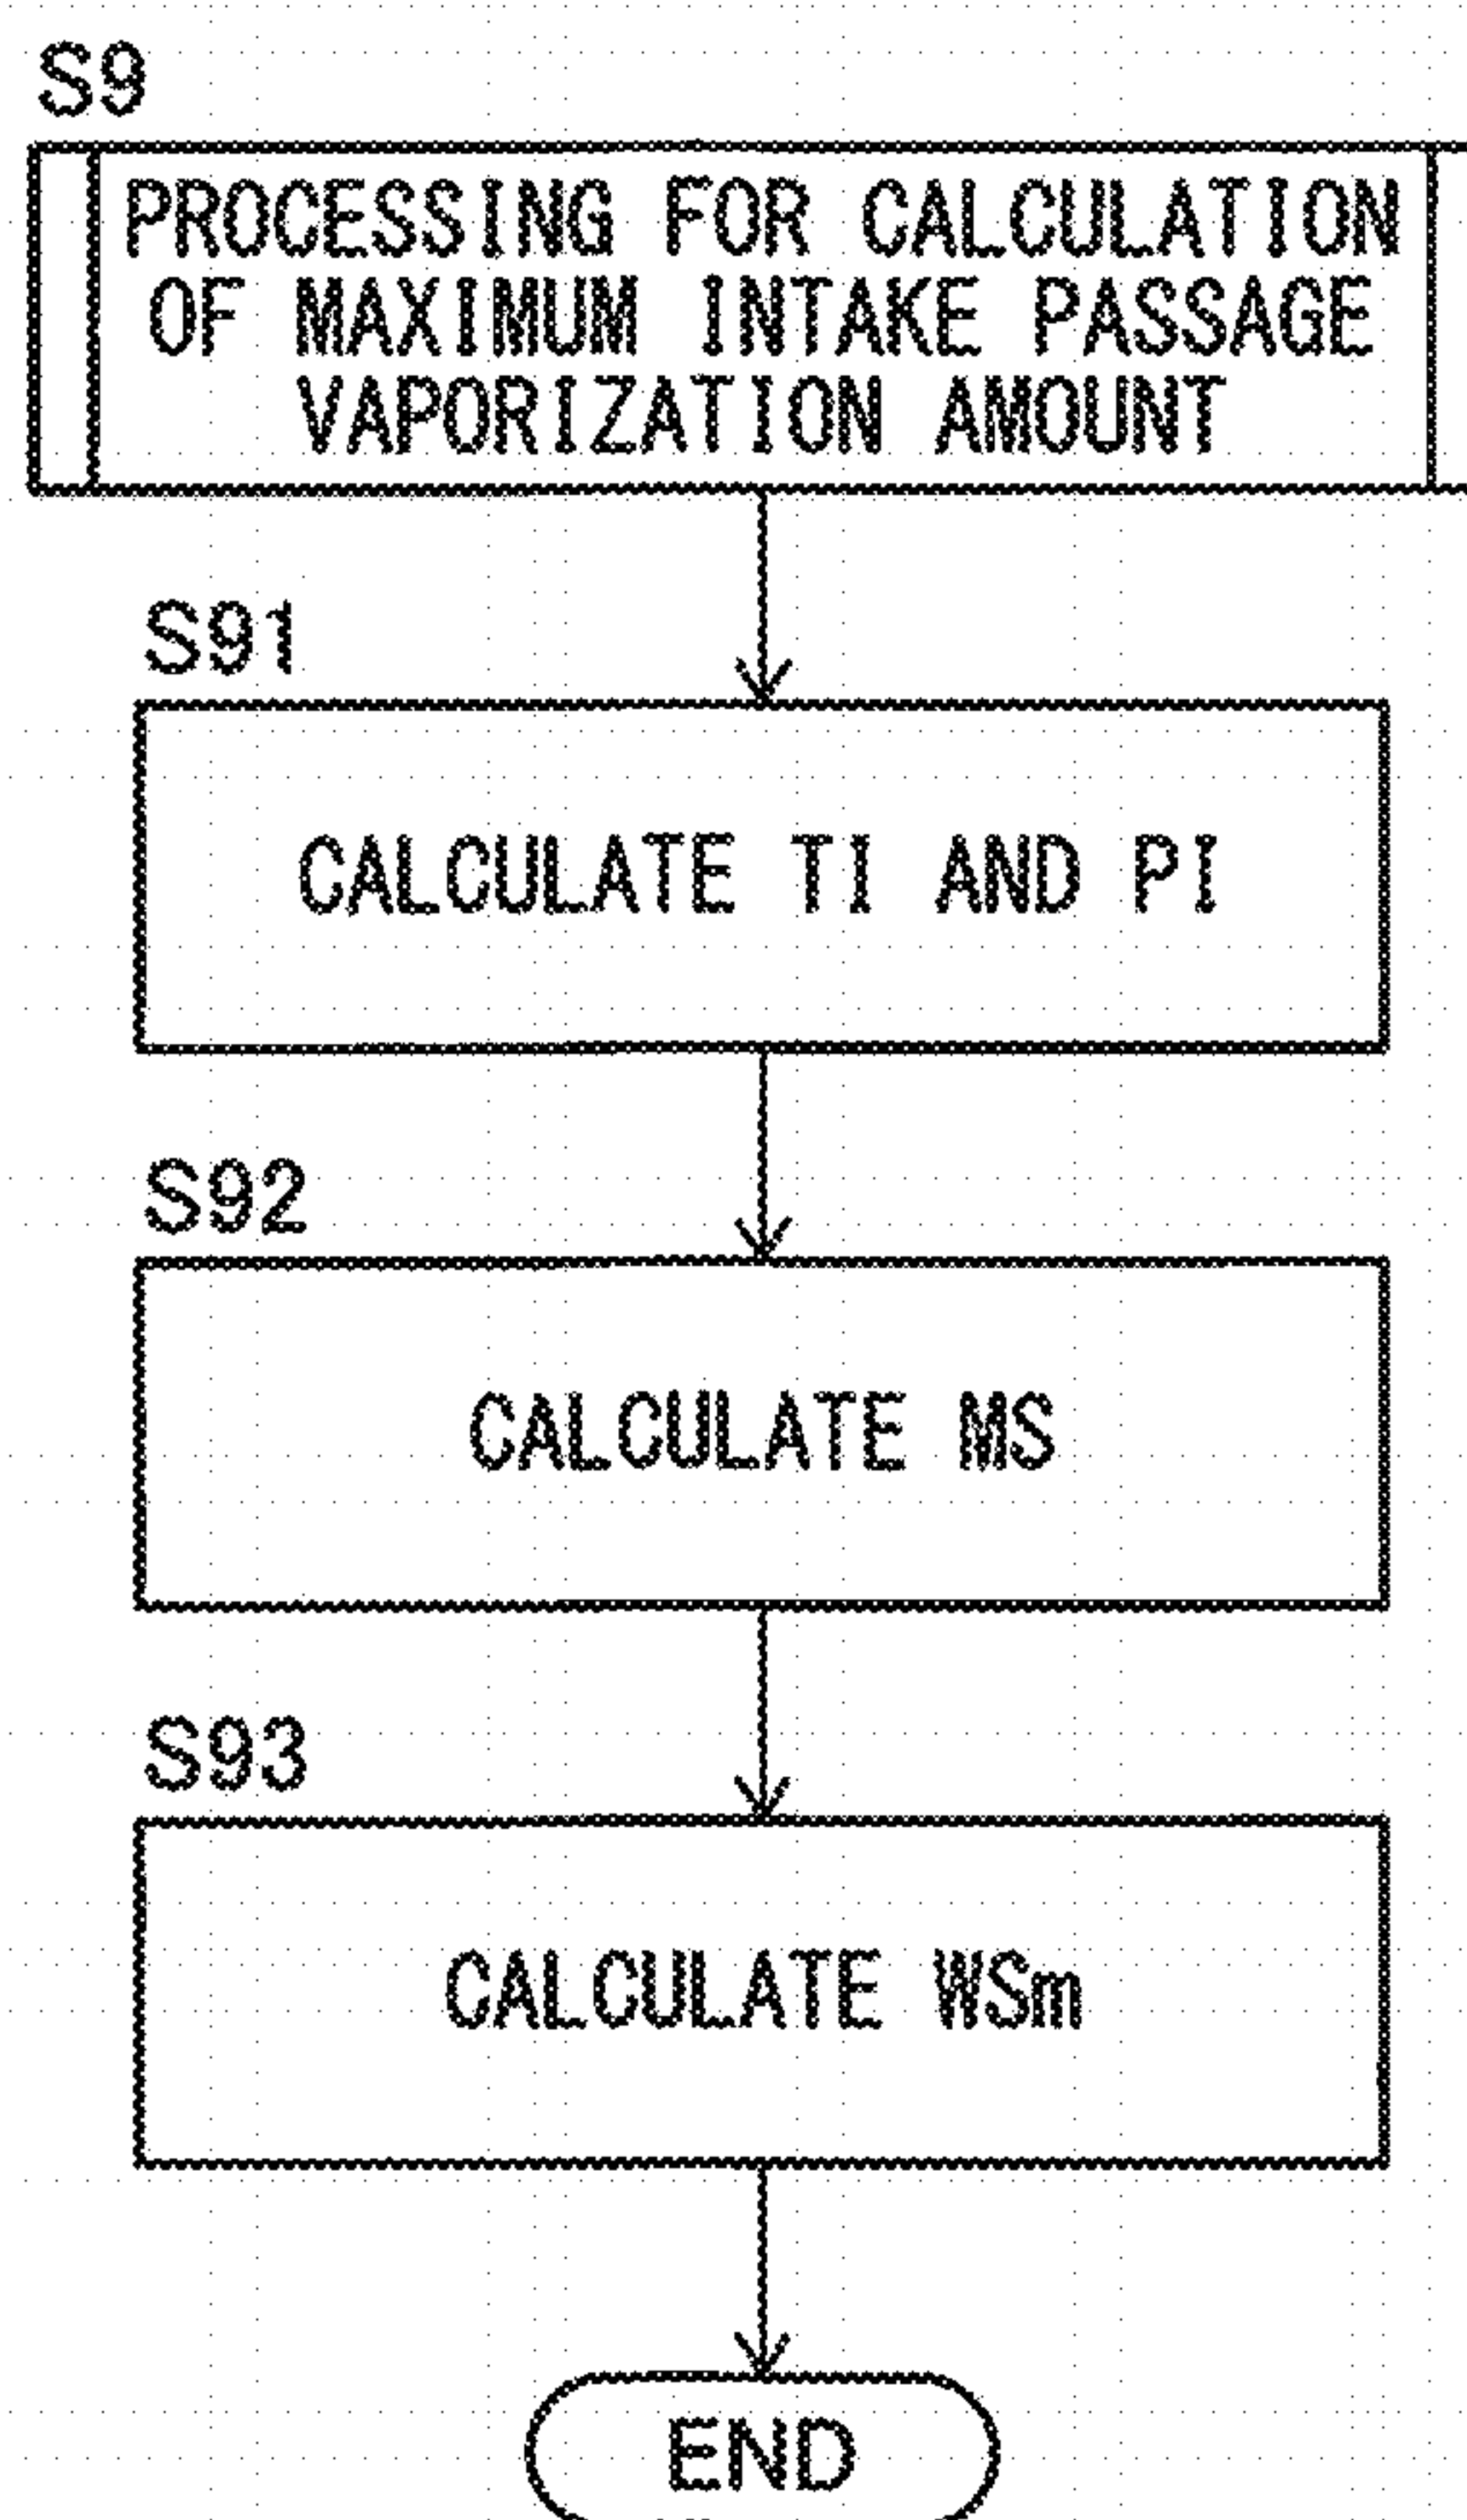 S9
PROCESSING FOR CALCULATION
OF MAXIMUM INTAKE PASSAGE
VAPORIZATION AMOUNT
S91
CALCULATE TI AND PI
S92
CALCULATE MS
S93
CALCULATE WSm
END